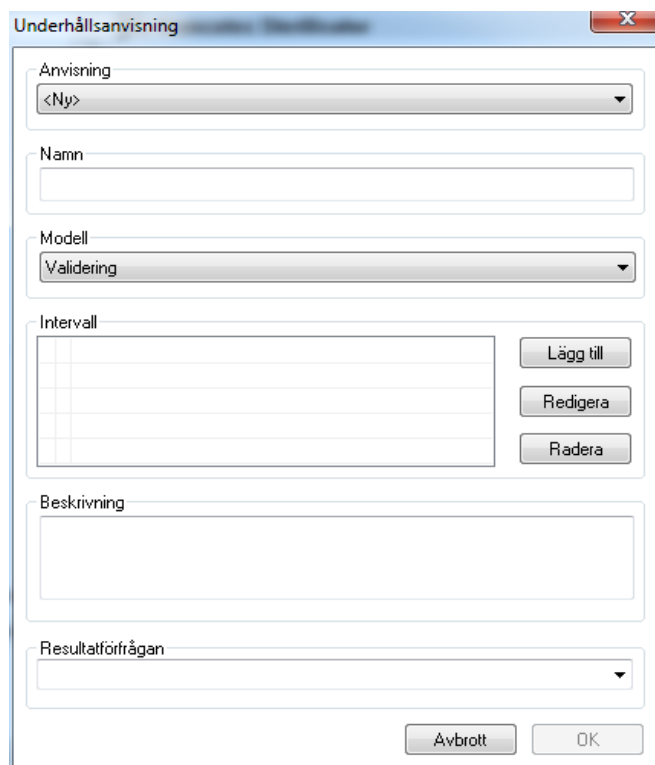 Underhållsanvisning
Anvisning
<Ny>
Namn
Modell
Validering
Intervall
Lägg till
Redigera
Radera
Beskrivning
Resultatförfrågan
Avbrott
OK